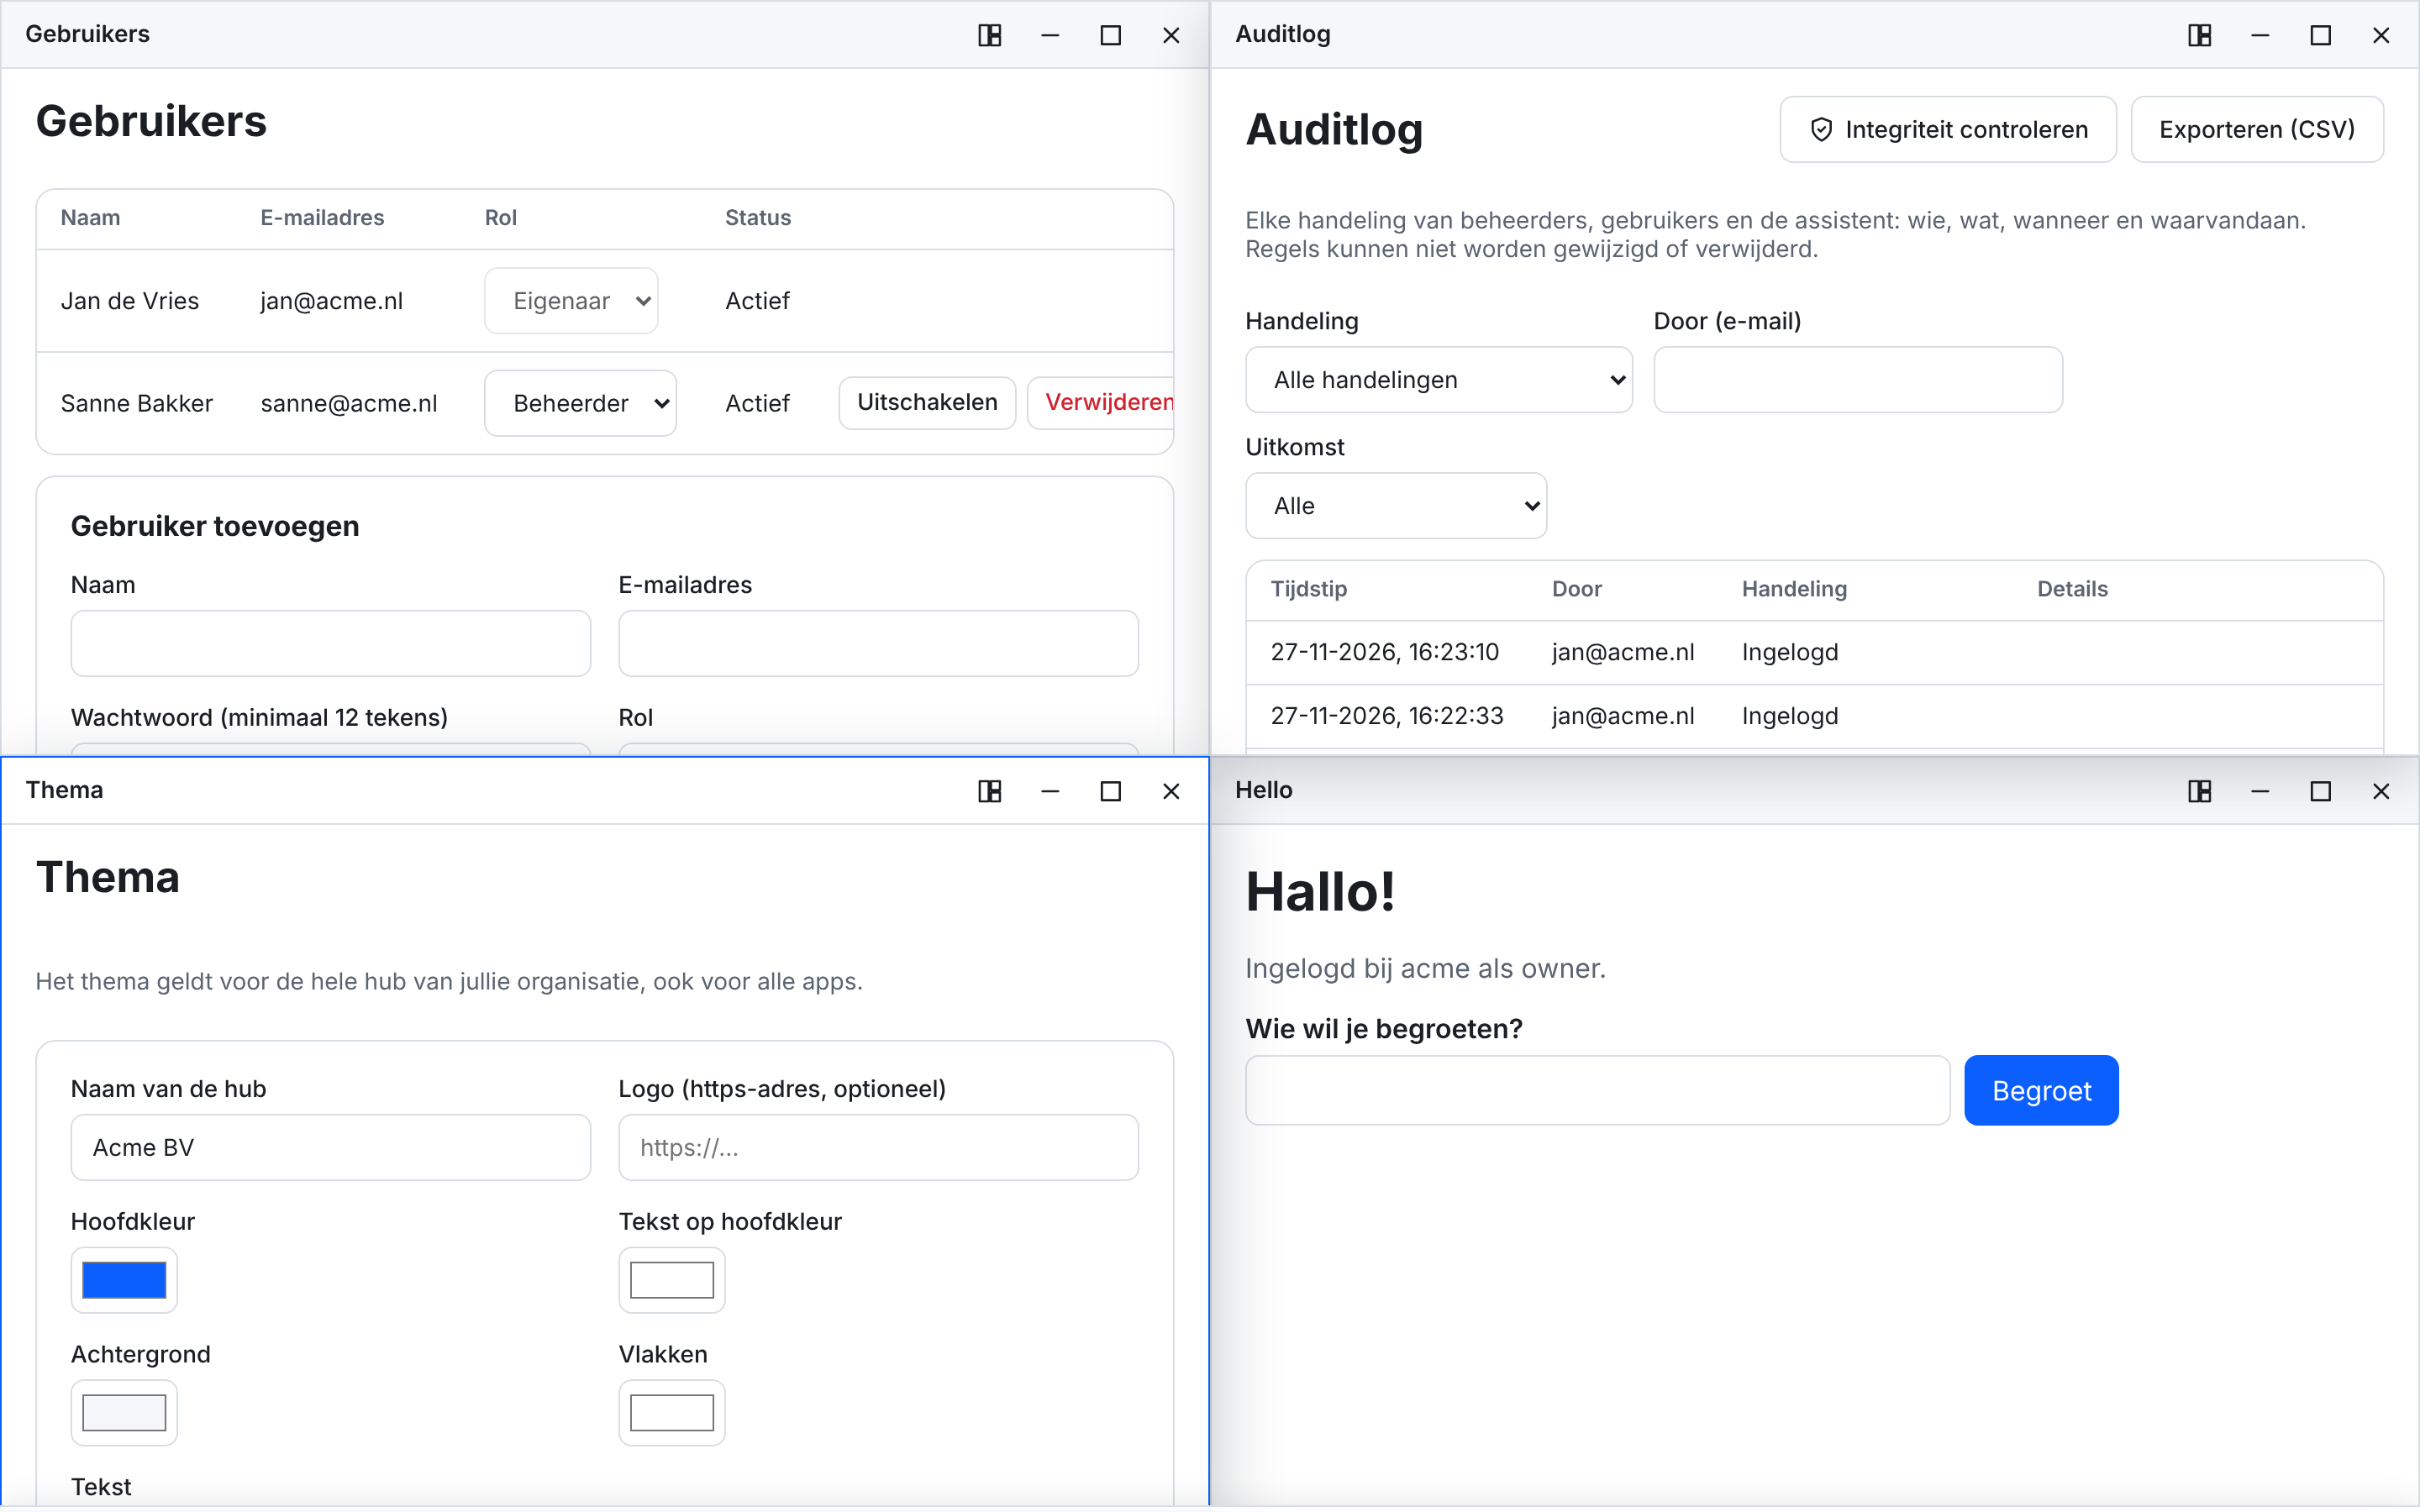 Gebruikers
Gebruikers
Naam E-mailadres Rol Status
Jan de Vries jan@acme.nl Eigenaar Actief
Sanne Bakker sanne@acme.nl Beheerder Actief Uitschakelen Verwijderen
Gebruiker toevoegen
Naam E-mailadres
Wachtwoord (minimaal 12 tekens) Rol
Auditlog
Auditlog Integriteit controleren Exporteren (CSV)
Elke handeling van beheerders, gebruikers en de assistent: wie, wat, wanneer en waarvandaan.
Regels kunnen niet worden gewijzigd of verwijderd.
Handeling Door (e-mail)
Alle handelingen
Uitkomst
Alle
Tijdstip Door Handeling Details
27-11-2026, 16:23:10 jan@acme.nl Ingelogd
27-11-2026, 16:22:33 jan@acme.nl Ingelogd
Thema
Thema
Het thema geldt voor de hele hub van jullie organisatie, ook voor alle apps.
Naam van de hub Logo (https-adres, optioneel)
Acme BV https://...
Hoofdkleur Tekst op hoofdkleur
Achtergrond Vlakken
Tekst
Hello
Hallo!
Ingelogd bij acme als owner.
Wie wil je begroeten?
Begroet